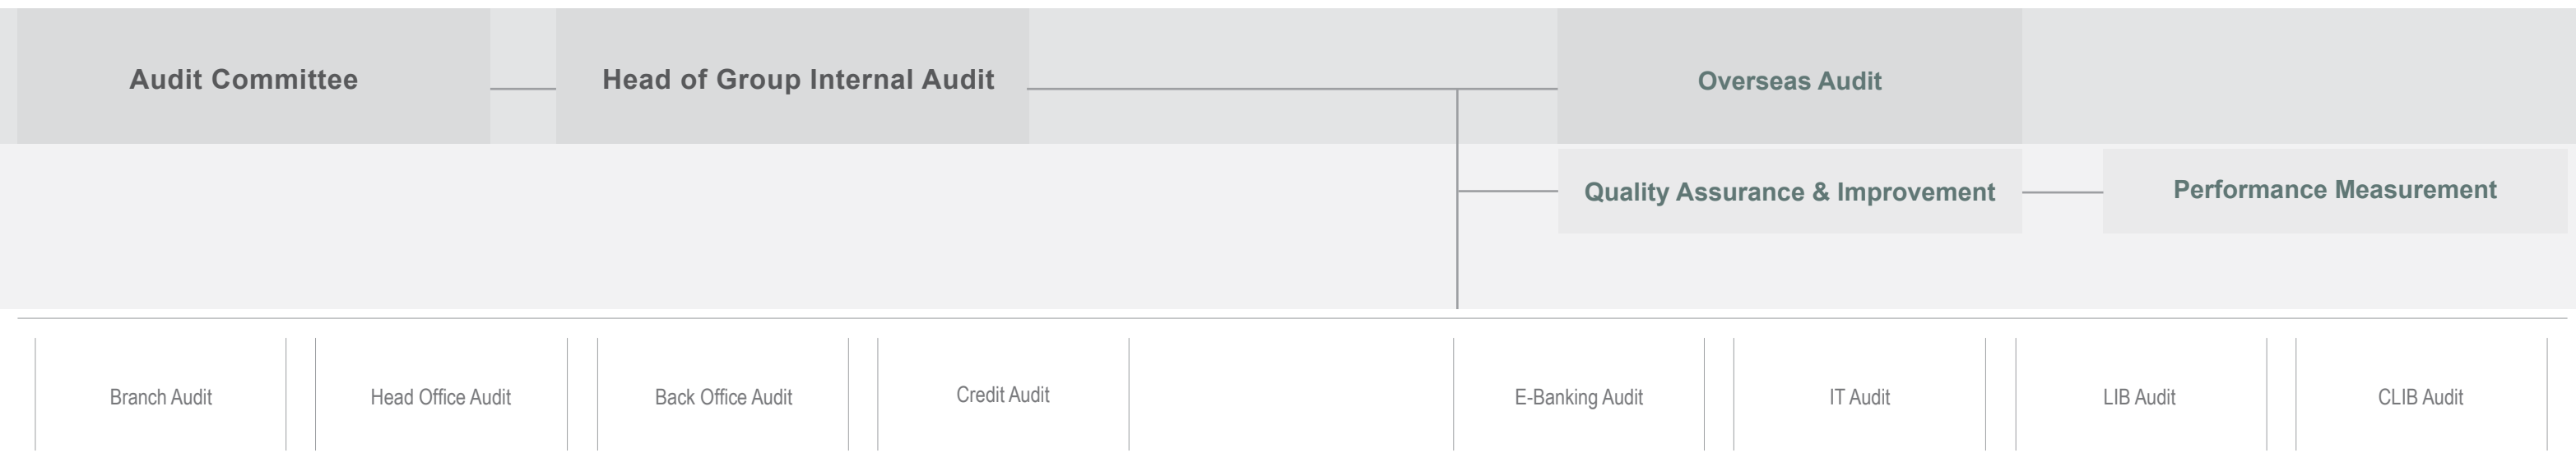 Audit Committee
Head of Group Internal Audit
Overseas Audit
Quality Assurance & Improvement
Performance Measurement
Branch Audit
Head Office Audit
Back Office Audit
Credit Audit
E-Banking Audit
IT Audit
LIB Audit
CLIB Audit